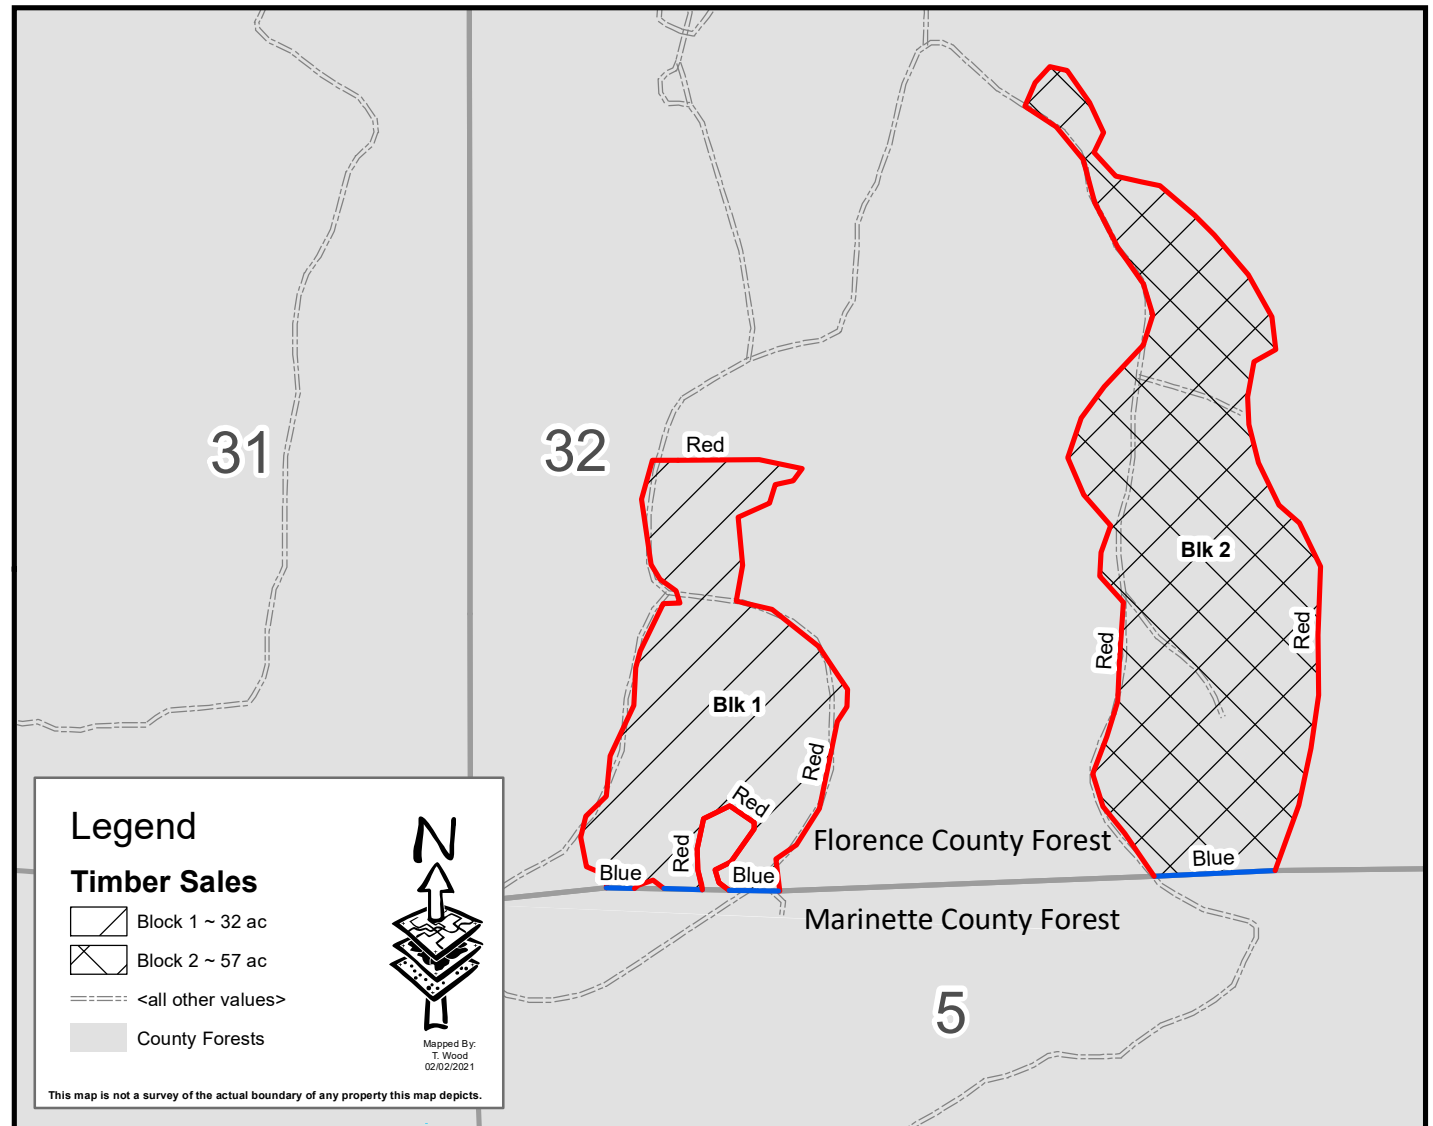 31
32
Red
Blk 2
Red
Red
Blk 1
Red
Red
Red
Florence County Forest
Blue
Blue
Blue
Marinette County Forest
5
Legend
N
Timber Sales
Block 1 ~ 32 ac
Block 2 ~ 57 ac
<all other values>
County Forests
Mapped By:
T. Wood
02/02/2021
This map is not a survey of the actual boundary of any property this map depicts.